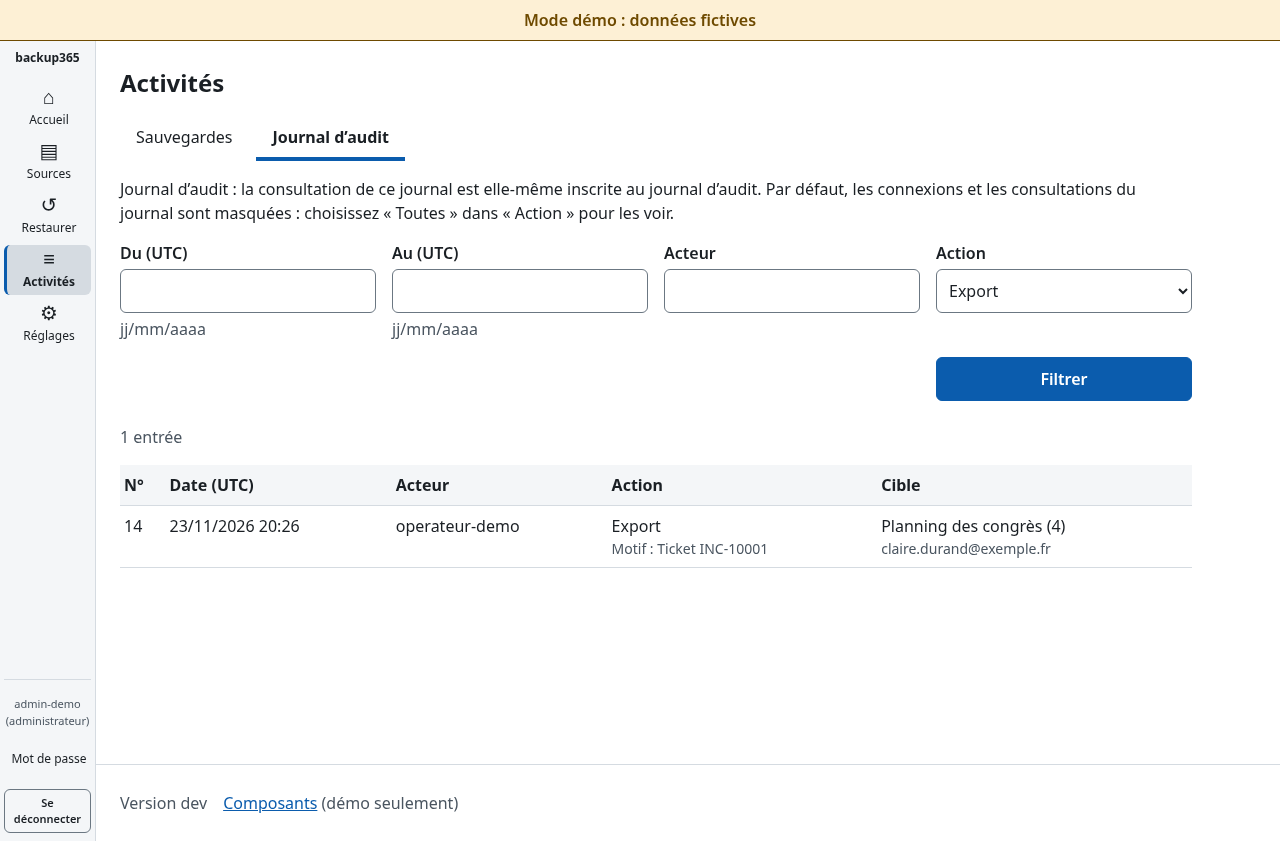 Mode démo : données fictives
backup365
Accueil
Sources
Restaurer
Activités
Réglages
admin-demo
(administrateur)
Mot de passe
Se
déconnecter
Activités
Sauvegardes
Journal d’audit
Journal d’audit : la consultation de ce journal est elle-même inscrite au journal d’audit. Par défaut, les connexions et les consultations du
journal sont masquées : choisissez « Toutes » dans « Action » pour les voir.
Du (UTC) Au (UTC) Acteur Action
Export
jj/mm/aaaa jj/mm/aaaa
Filtrer
1 entrée
N° Date (UTC) Acteur Action Cible
14 23/11/2026 20:26 operateur-demo Export Planning des congrès (4)
Motif : Ticket INC-10001 claire.durand@exemple.fr
Version dev Composants (démo seulement)